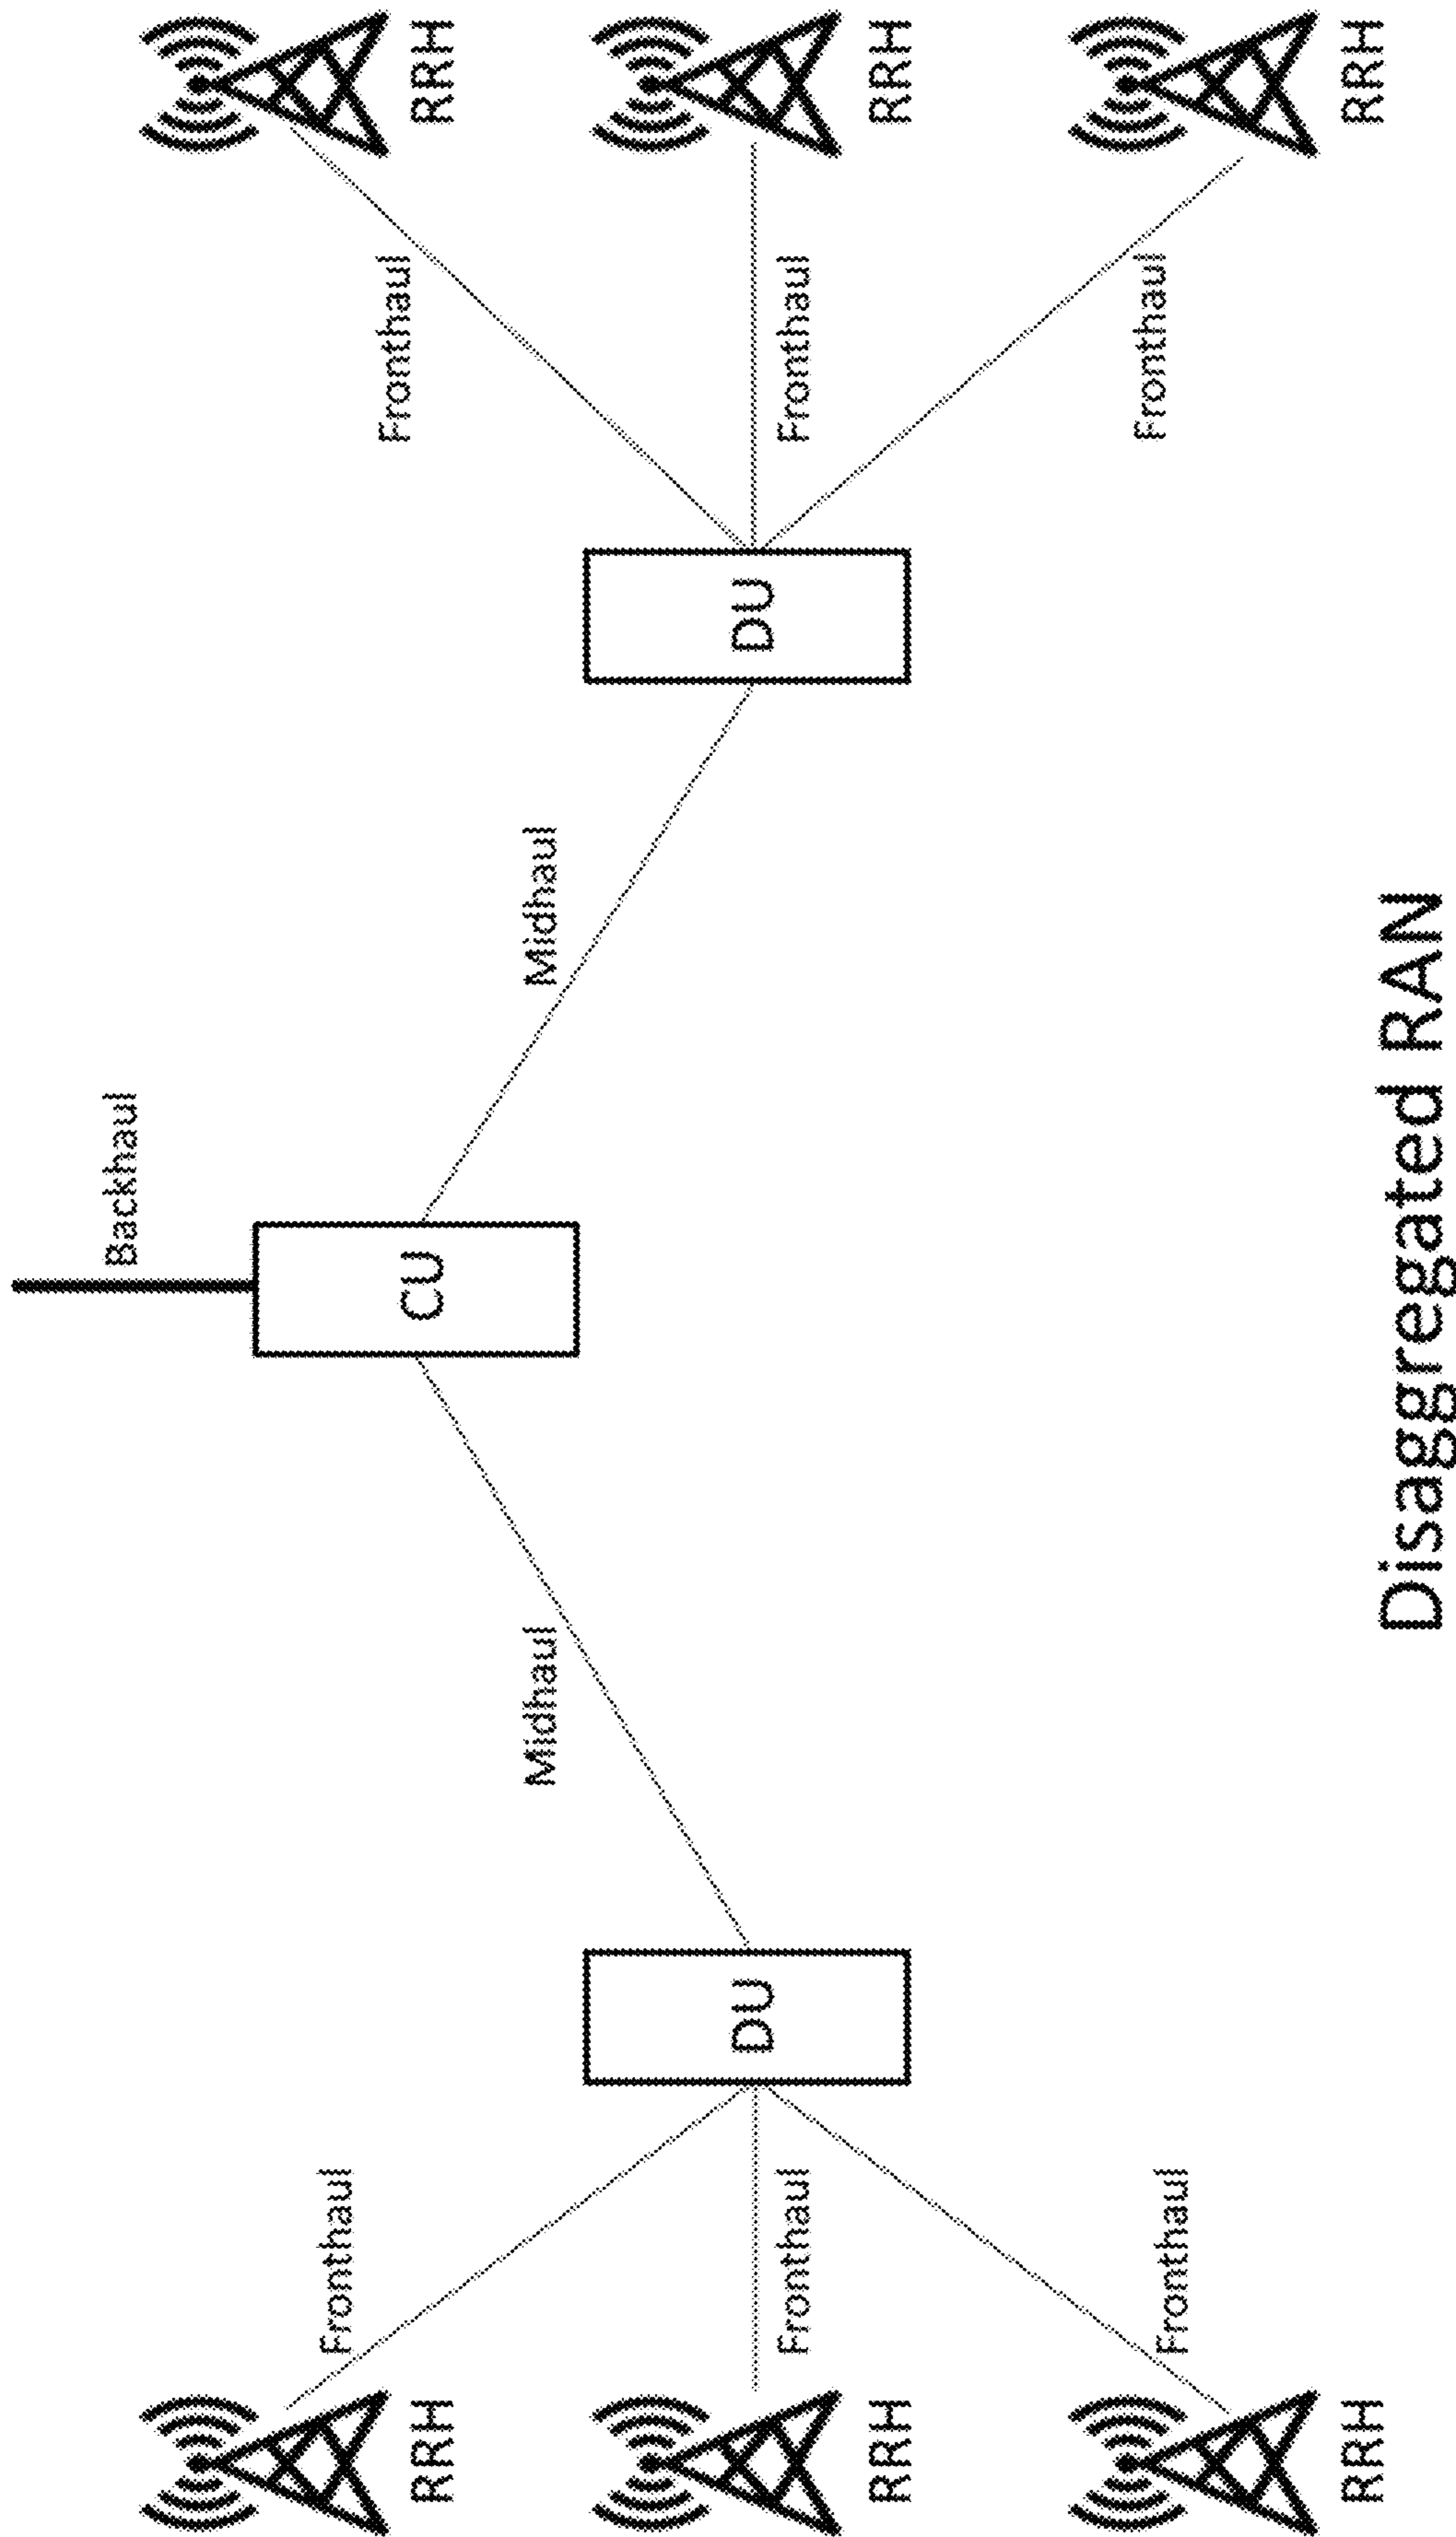 Backhaul
Fronthaul
Fronthaul
RRH
CU
RRH
Midhaul
Midhaul
DU
DU
Fronthaul
Fronthaul
RRH
RRH
Fronthaul
Fronthaul
RRH
RRH
Disaggregated RAN